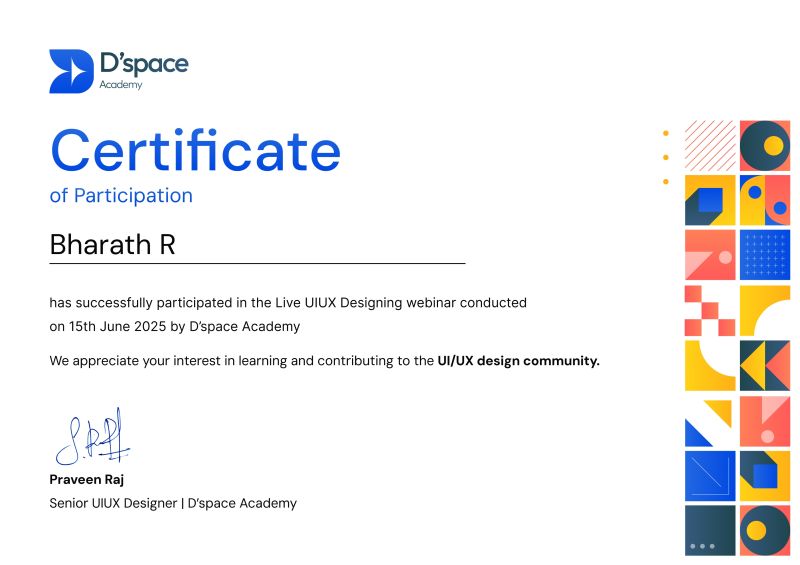 D'space
Academy
Certificate
of Participation
Bharath R
has successfully participated in the Live UIUX Designing webinar conducted
on 15th June 2025 by D'space Academy
We appreciate your interest in learning and contributing to the UI/UX design community.
Praveen Raj
Senior UIUX Designer | D'space Academy